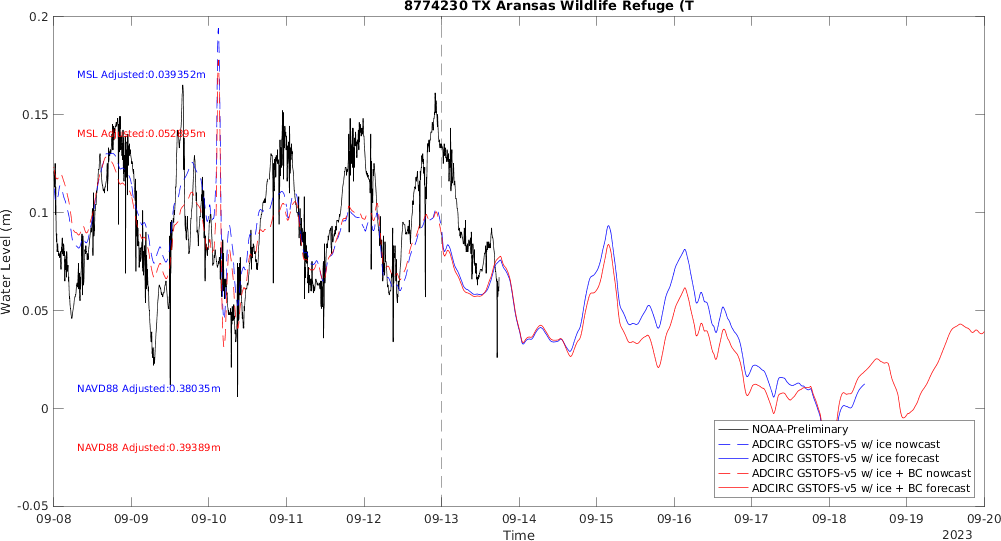 8774230 TX Aransas Wildlife Refuge (T
0.2
0.15
0.1
0.05
0
-0.05
Water Level (m)
MSL Adjusted:0.039352m
MSL Adjusted:0.052895m
NAVD88 Adjusted:0.38035m
NAVD88 Adjusted:0.39389m
NOAA-Preliminary
ADCIRC GSTOFS-v5 w/ ice nowcast
ADCIRC GSTOFS-v5 w/ ice forecast
ADCIRC GSTOFS-v5 w/ ice + BC nowcast
ADCIRC GSTOFS-v5 w/ ice + BC forecast
09-08 09-09 09-10 09-11 09-12 09-13 09-14 09-15 09-16 09-17 09-18 09-19 09-20
Time
2023